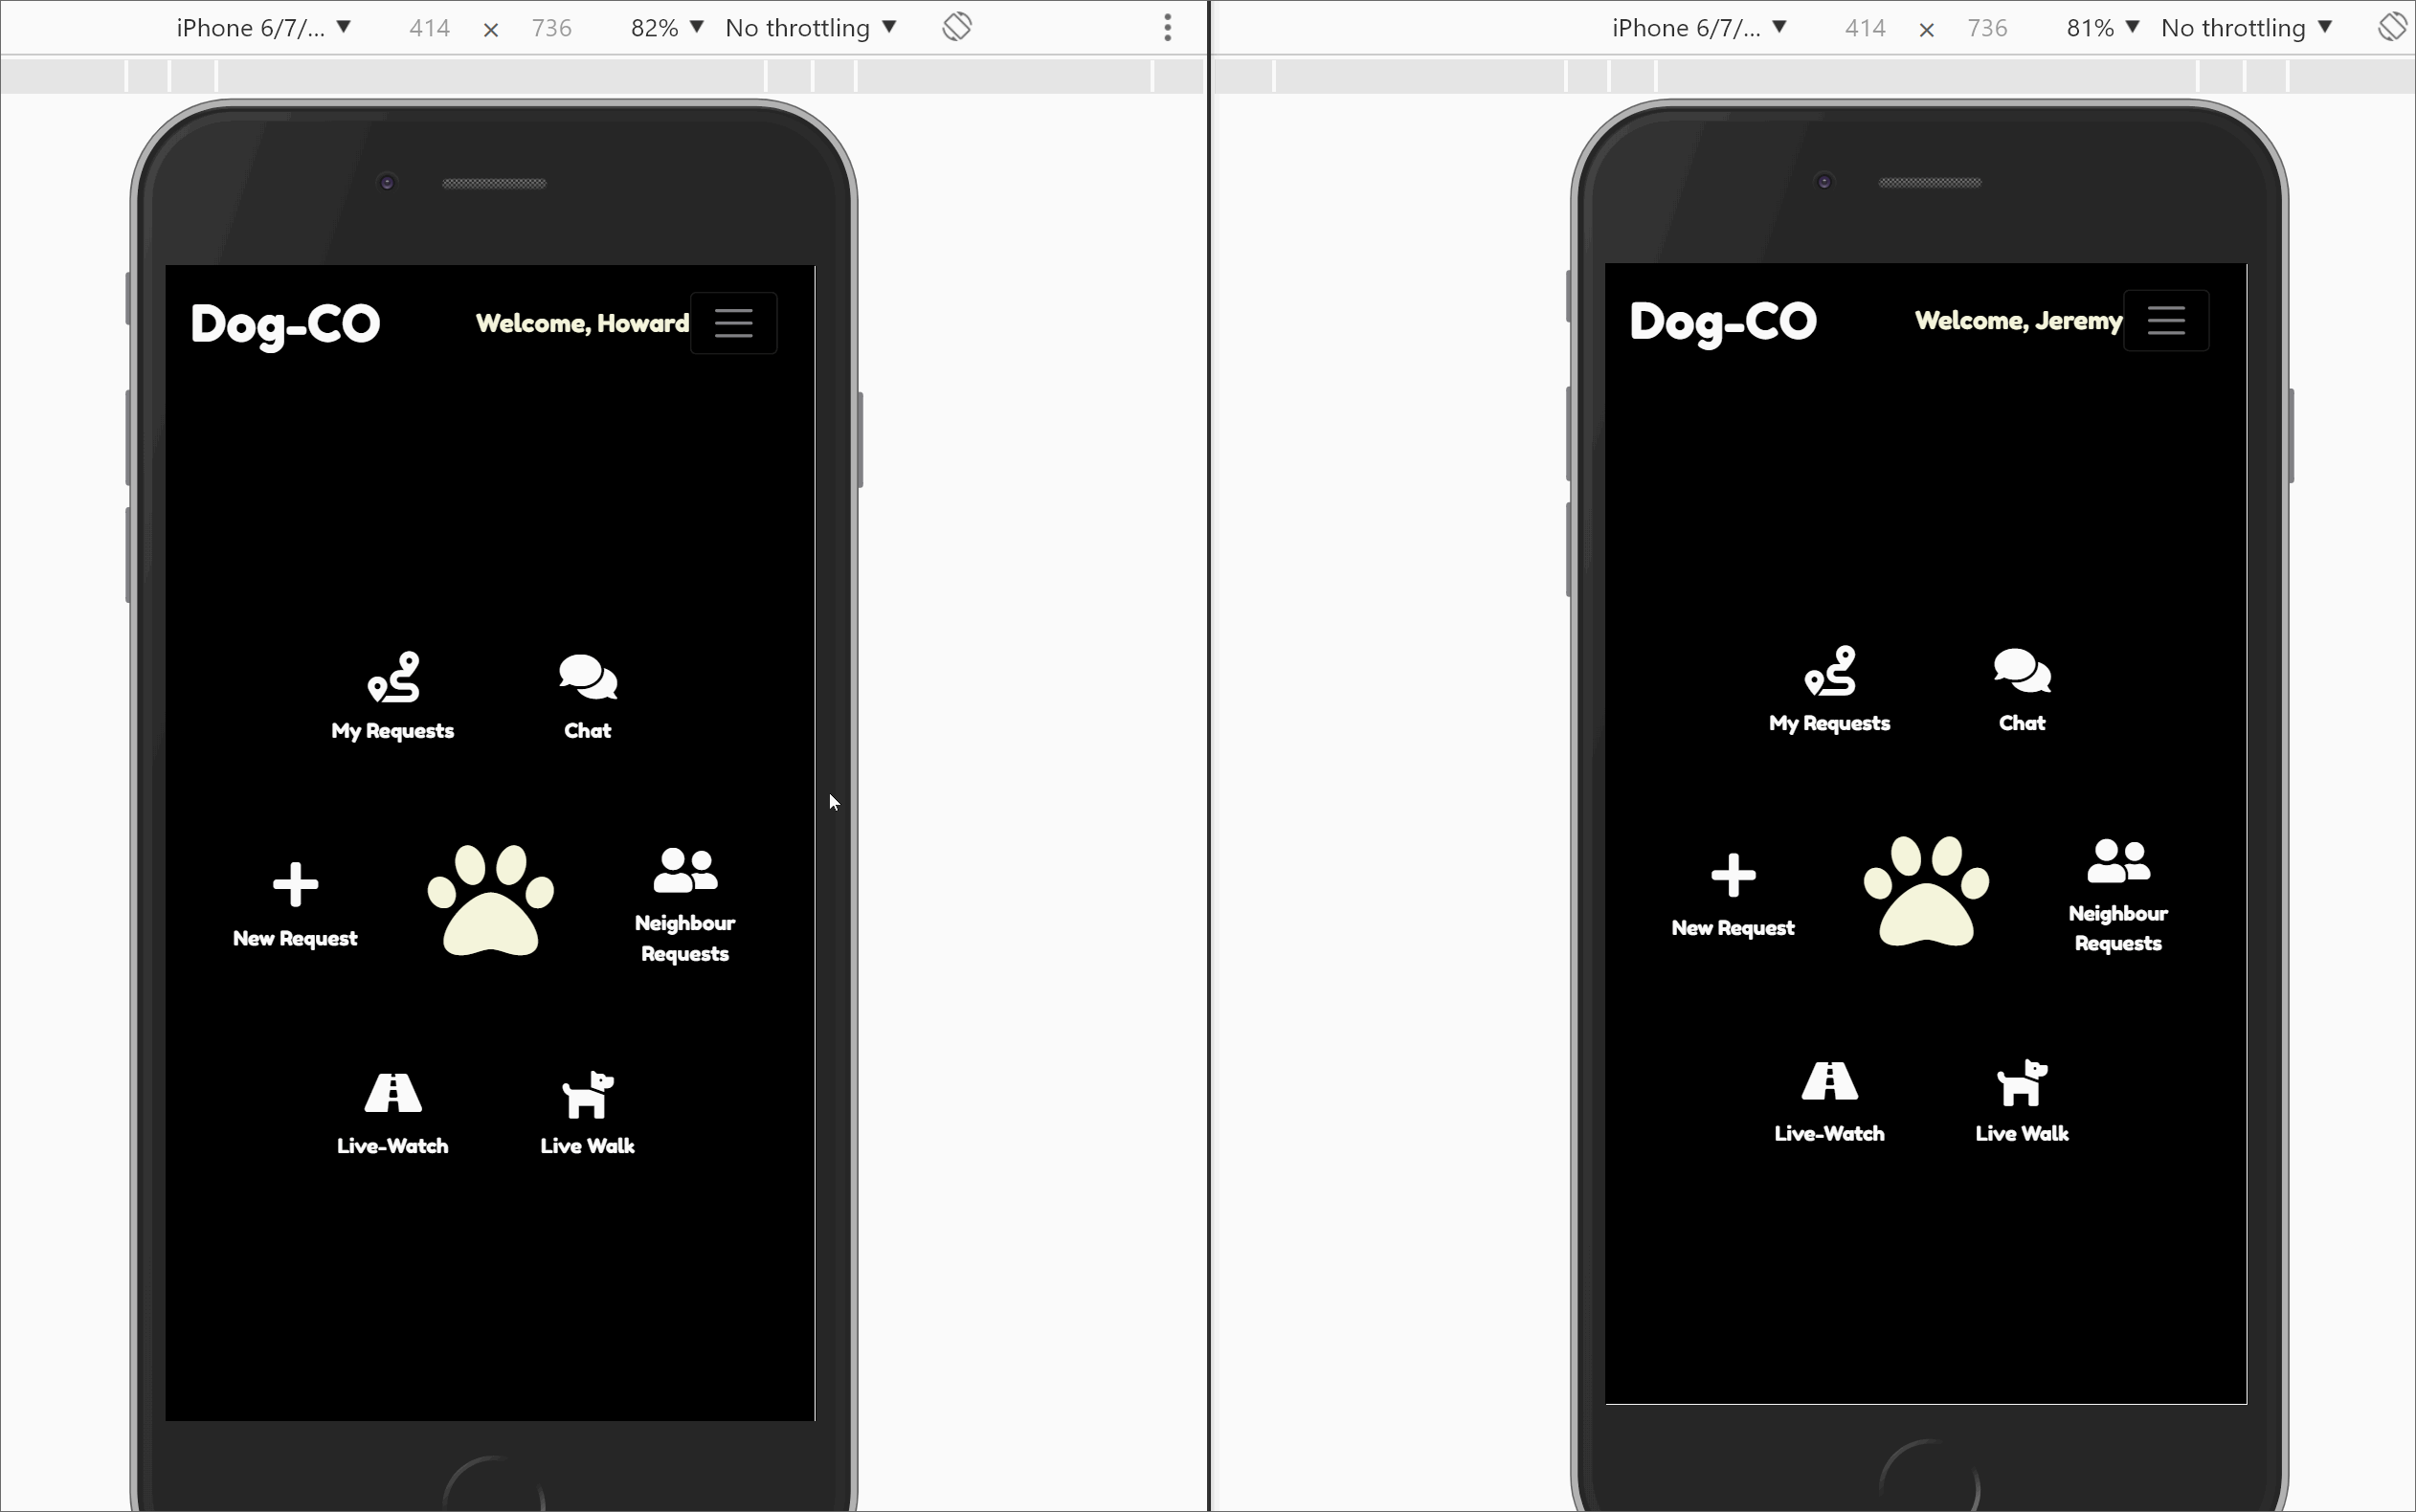 iPhone 6/7/... ▼ 414 × 736 82% ▼ No throttling ▼
Dog-CO
Welcome, Howard
My Requests
Chat
New Request
Neighbour
Requests
Live-Watch
Live Walk
iPhone 6/7/... ▼ 414 × 736 81% ▼ No throttling ▼
Dog-CO
Welcome, Jeremy
My Requests
Chat
New Request
Neighbour
Requests
Live-Watch
Live Walk